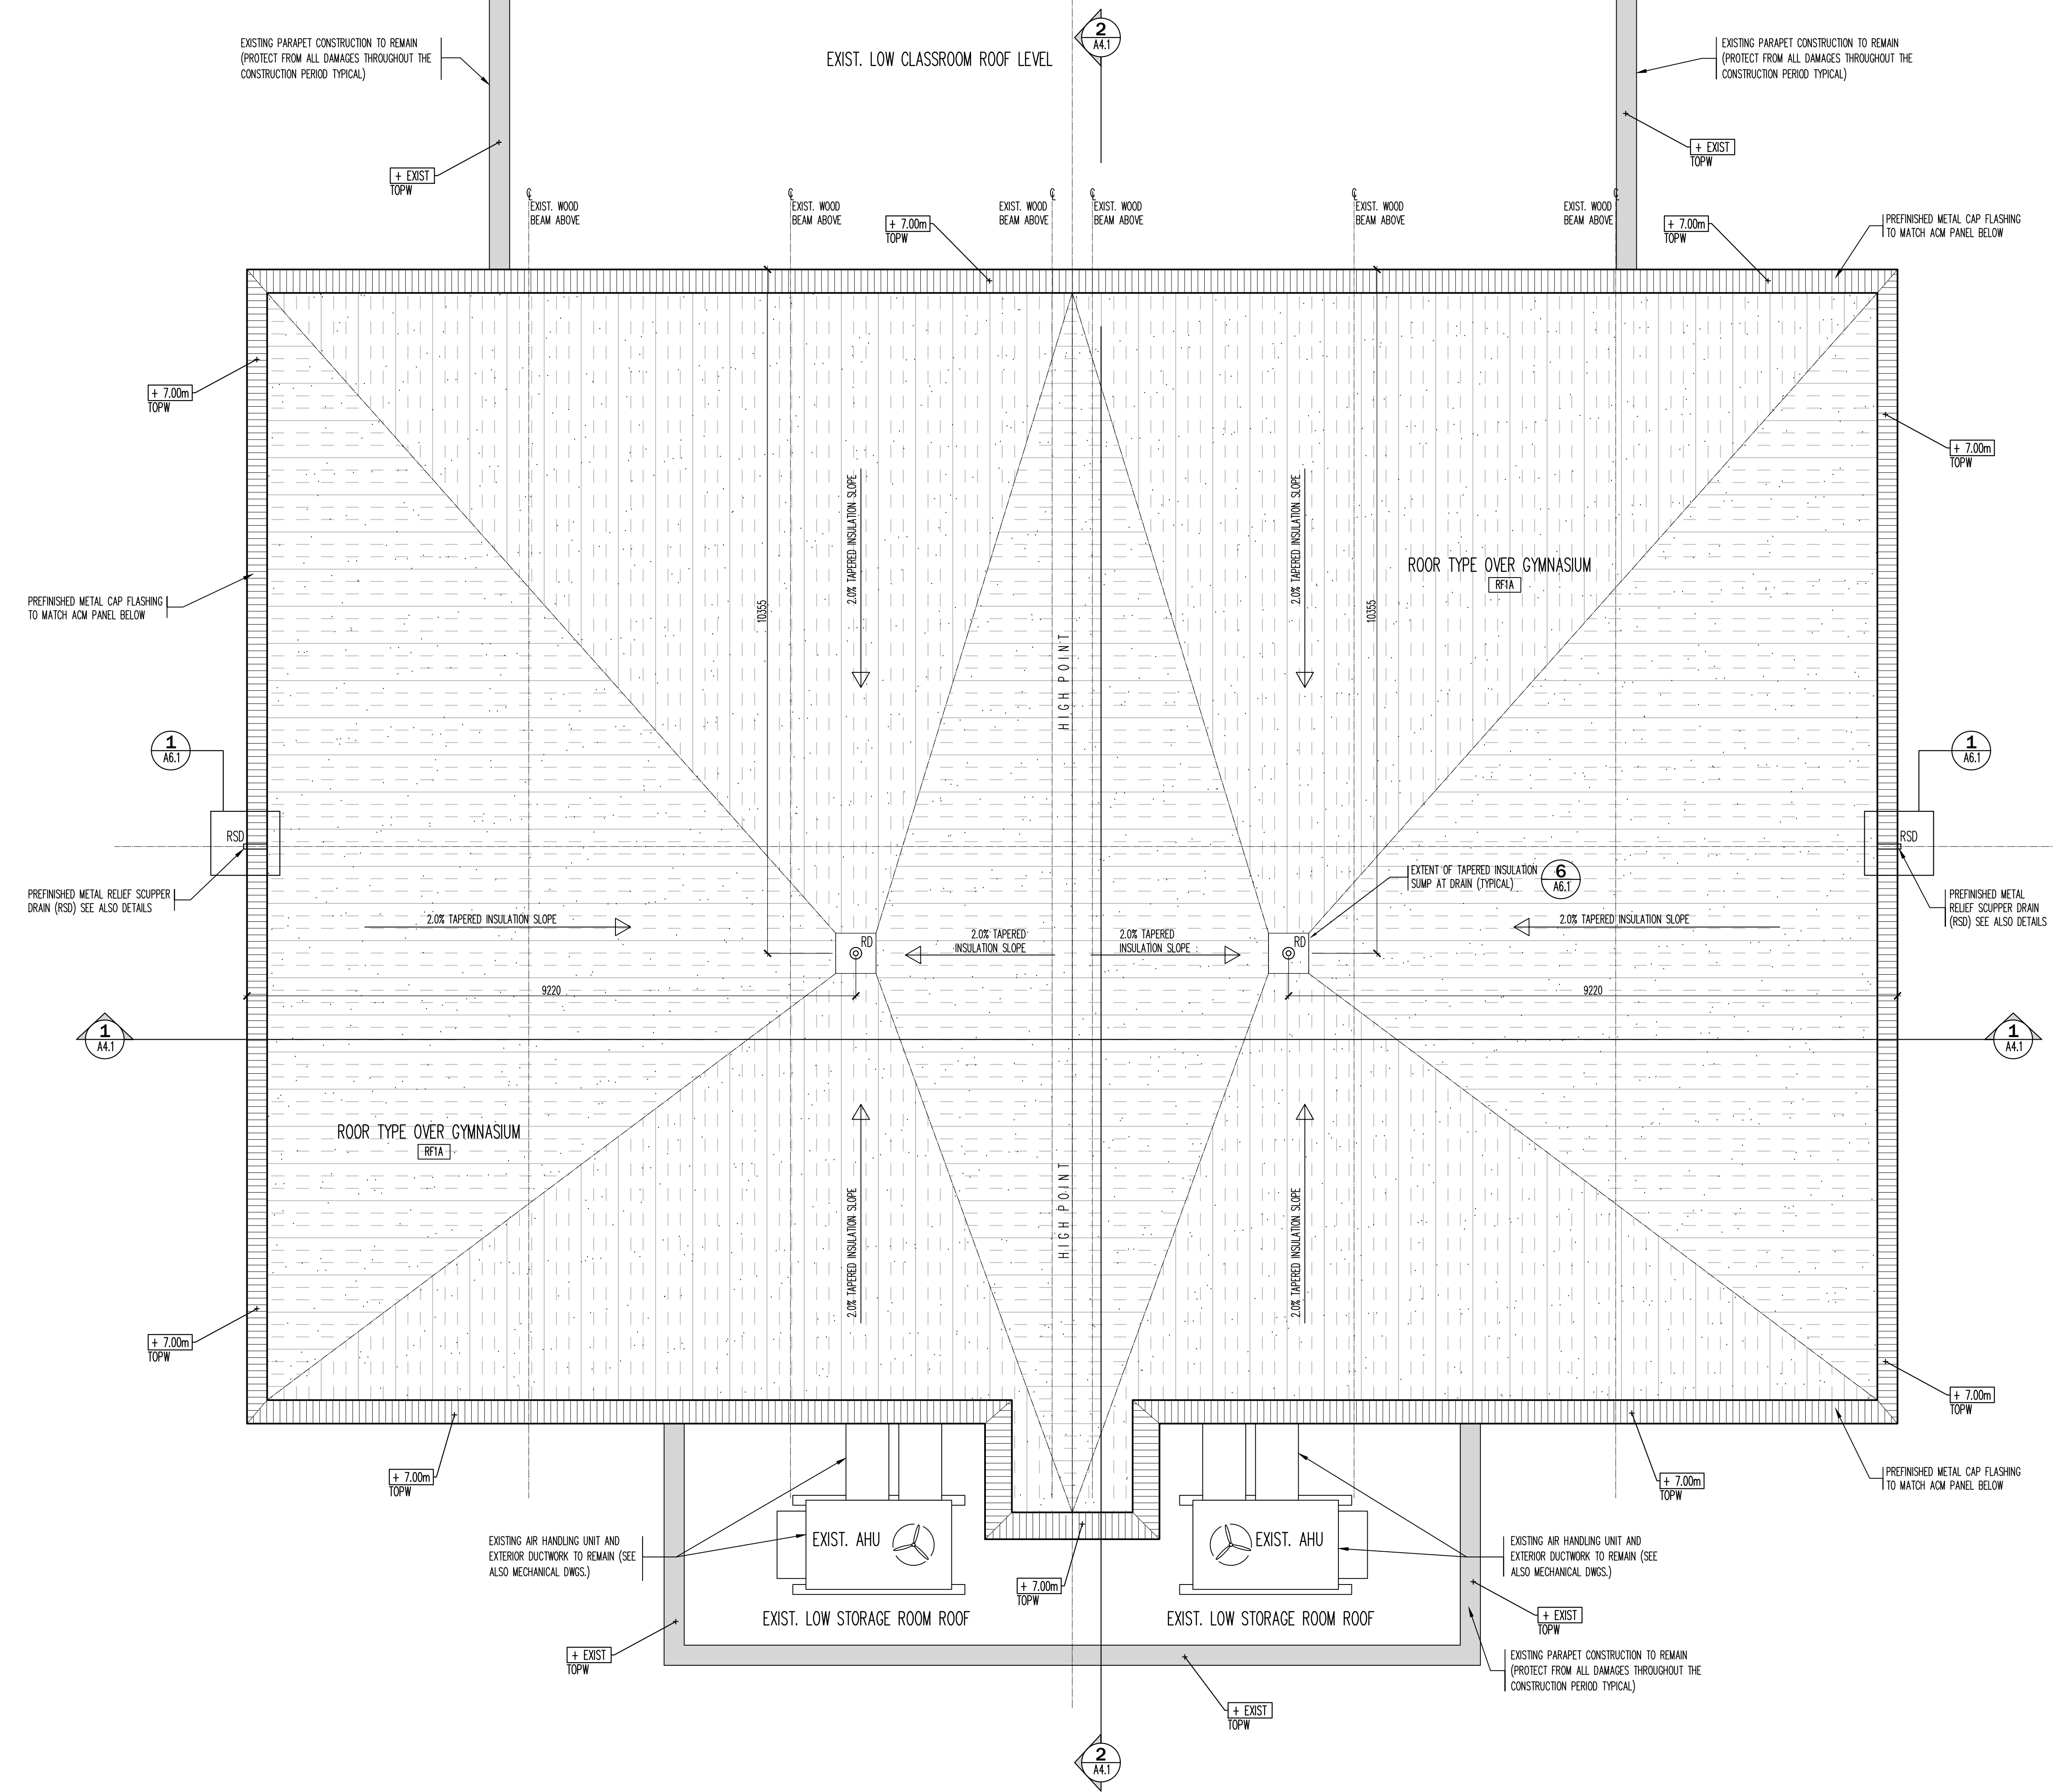 2
A4.1
EXISTING PARAPET CONSTRUCTION TO REMAIN
(PROTECT FROM ALL DAMAGES THROUGHOUT THE
CONSTRUCTION PERIOD TYPICAL)
EXIST. LOW CLASSROOM ROOF LEVEL
EXISTING PARAPET CONSTRUCTION TO REMAIN
(PROTECT FROM ALL DAMAGES THROUGHOUT THE
CONSTRUCTION PERIOD TYPICAL)
+ EXIST
TOPW
+ EXIST
TOPW
℄
EXIST. WOOD
BEAM ABOVE
℄
EXIST. WOOD
BEAM ABOVE
℄
EXIST. WOOD
BEAM ABOVE
℄
EXIST. WOOD
BEAM ABOVE
℄
EXIST. WOOD
BEAM ABOVE
℄
EXIST. WOOD
BEAM ABOVE
+ 7.00m
TOPW
+ 7.00m
TOPW
PREFINISHED METAL CAP FLASHING
TO MATCH ACM PANEL BELOW
+ 7.00m
TOPW
+ 7.00m
TOPW
2.0% TAPERED INSULATION SLOPE
2.0% TAPERED INSULATION SLOPE
ROOR TYPE OVER GYMNASIUM
RF1A
10355
10355
PREFINISHED METAL CAP FLASHING
TO MATCH ACM PANEL BELOW
HIGH POINT
1
A6.1
1
A6.1
RSD
RSD
PREFINISHED METAL RELIEF SCUPPER
DRAIN (RSD) SEE ALSO DETAILS
EXTENT OF TAPERED INSULATION
SUMP AT DRAIN (TYPICAL)
6
A6.1
PREFINISHED METAL
RELIEF SCUPPER DRAIN
(RSD) SEE ALSO DETAILS
2.0% TAPERED INSULATION SLOPE
RD
2.0% TAPERED
INSULATION SLOPE
2.0% TAPERED
INSULATION SLOPE
RD
2.0% TAPERED INSULATION SLOPE
9220
9220
1
A4.1
1
A4.1
ROOR TYPE OVER GYMNASIUM
RF1A
HIGH POINT
2.0% TAPERED INSULATION SLOPE
2.0% TAPERED INSULATION SLOPE
+ 7.00m
TOPW
+ 7.00m
TOPW
+ 7.00m
TOPW
+ 7.00m
TOPW
PREFINISHED METAL CAP FLASHING
TO MATCH ACM PANEL BELOW
EXISTING AIR HANDLING UNIT AND
EXTERIOR DUCTWORK TO REMAIN (SEE
ALSO MECHANICAL DWGS.)
EXIST. AHU
EXIST. AHU
EXISTING AIR HANDLING UNIT AND
EXTERIOR DUCTWORK TO REMAIN (SEE
ALSO MECHANICAL DWGS.)
+ 7.00m
TOPW
EXIST. LOW STORAGE ROOM ROOF
EXIST. LOW STORAGE ROOM ROOF
+ EXIST
TOPW
+ EXIST
TOPW
EXISTING PARAPET CONSTRUCTION TO REMAIN
(PROTECT FROM ALL DAMAGES THROUGHOUT THE
CONSTRUCTION PERIOD TYPICAL)
+ EXIST
TOPW
2
A4.1